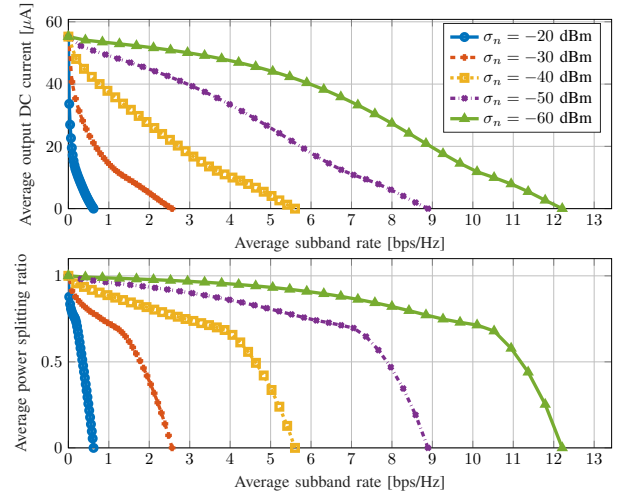 Average output DC current [µA]
60
40
20
0
0 1 2 3 4 5 6 7 8 9 10 11 12 13
Average subband rate [bps/Hz]
σn = −20 dBm
σn = −30 dBm
σn = −40 dBm
σn = −50 dBm
σn = −60 dBm
Average power splitting ratio
1
0.5
0
0 1 2 3 4 5 6 7 8 9 10 11 12 13
Average subband rate [bps/Hz]